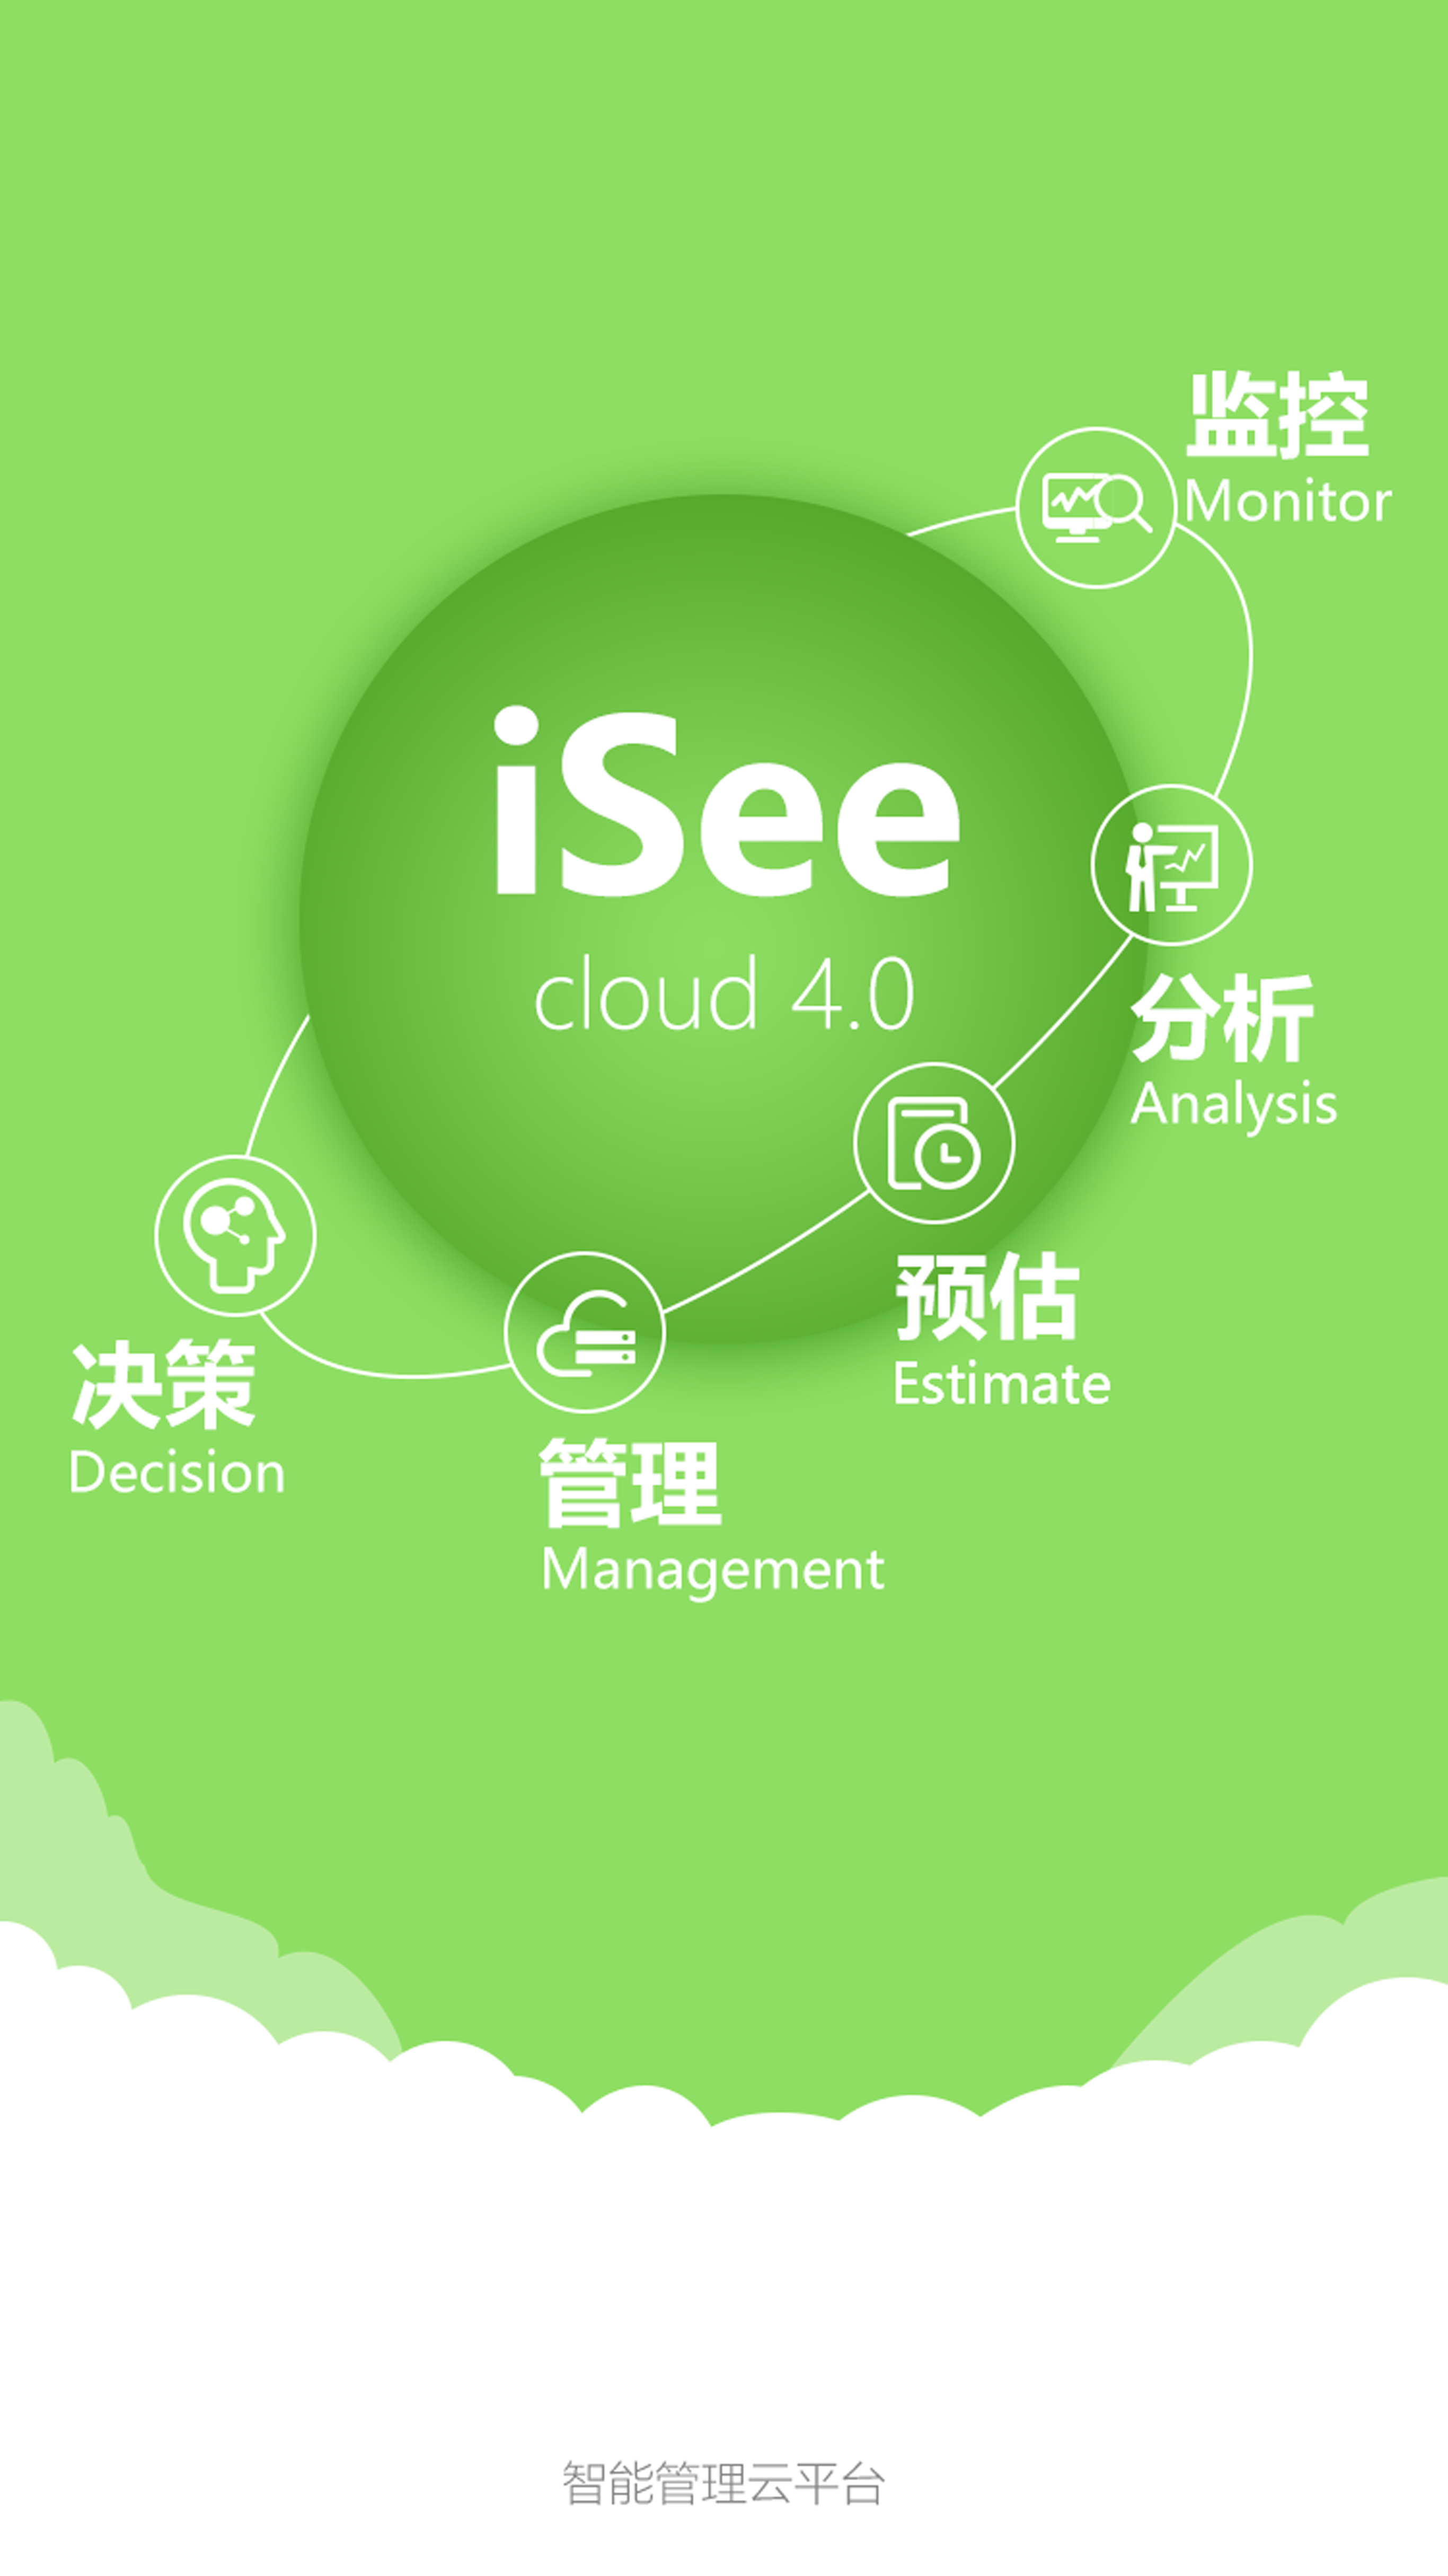 监控
Monitor
iSee
cloud 4.0
分析
Analysis
预估
Estimate
决策
Decision
管理
Management
智能管理云平台